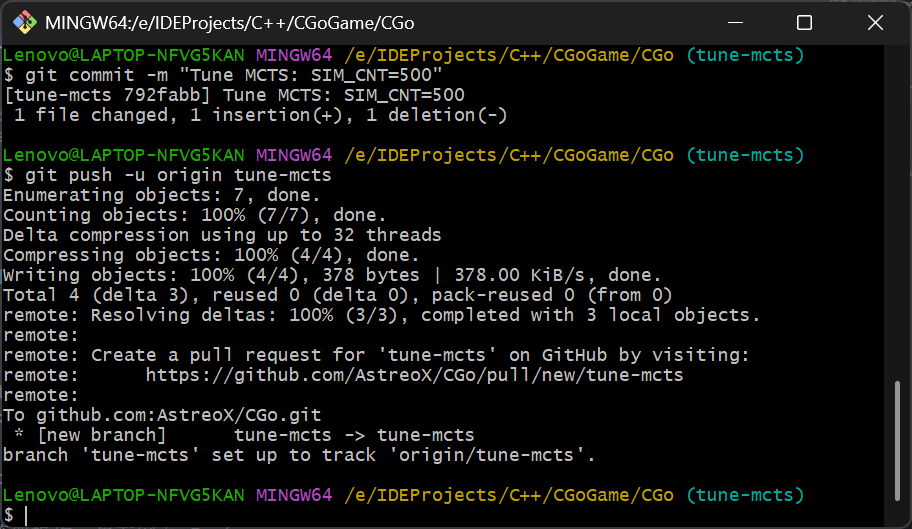 MINGW64:/e/IDEProjects/C++/CGoGame/CGo
Lenovo@LAPTOP-NFVG5KAN MINGW64 /e/IDEProjects/C++/CGoGame/CGo (tune-mcts)
$ git commit -m "Tune MCTS: SIM_CNT=500"
[tune-mcts 792fabb] Tune MCTS: SIM_CNT=500
 1 file changed, 1 insertion(+), 1 deletion(-)

Lenovo@LAPTOP-NFVG5KAN MINGW64 /e/IDEProjects/C++/CGoGame/CGo (tune-mcts)
$ git push -u origin tune-mcts
Enumerating objects: 7, done.
Counting objects: 100% (7/7), done.
Delta compression using up to 32 threads
Compressing objects: 100% (4/4), done.
Writing objects: 100% (4/4), 378 bytes | 378.00 KiB/s, done.
Total 4 (delta 3), reused 0 (delta 0), pack-reused 0 (from 0)
remote: Resolving deltas: 100% (3/3), completed with 3 local objects.
remote:
remote: Create a pull request for 'tune-mcts' on GitHub by visiting:
remote:      https://github.com/AstreoX/CGo/pull/new/tune-mcts
remote:
To github.com:AstreoX/CGo.git
 * [new branch]      tune-mcts -> tune-mcts
branch 'tune-mcts' set up to track 'origin/tune-mcts'.

Lenovo@LAPTOP-NFVG5KAN MINGW64 /e/IDEProjects/C++/CGoGame/CGo (tune-mcts)
$